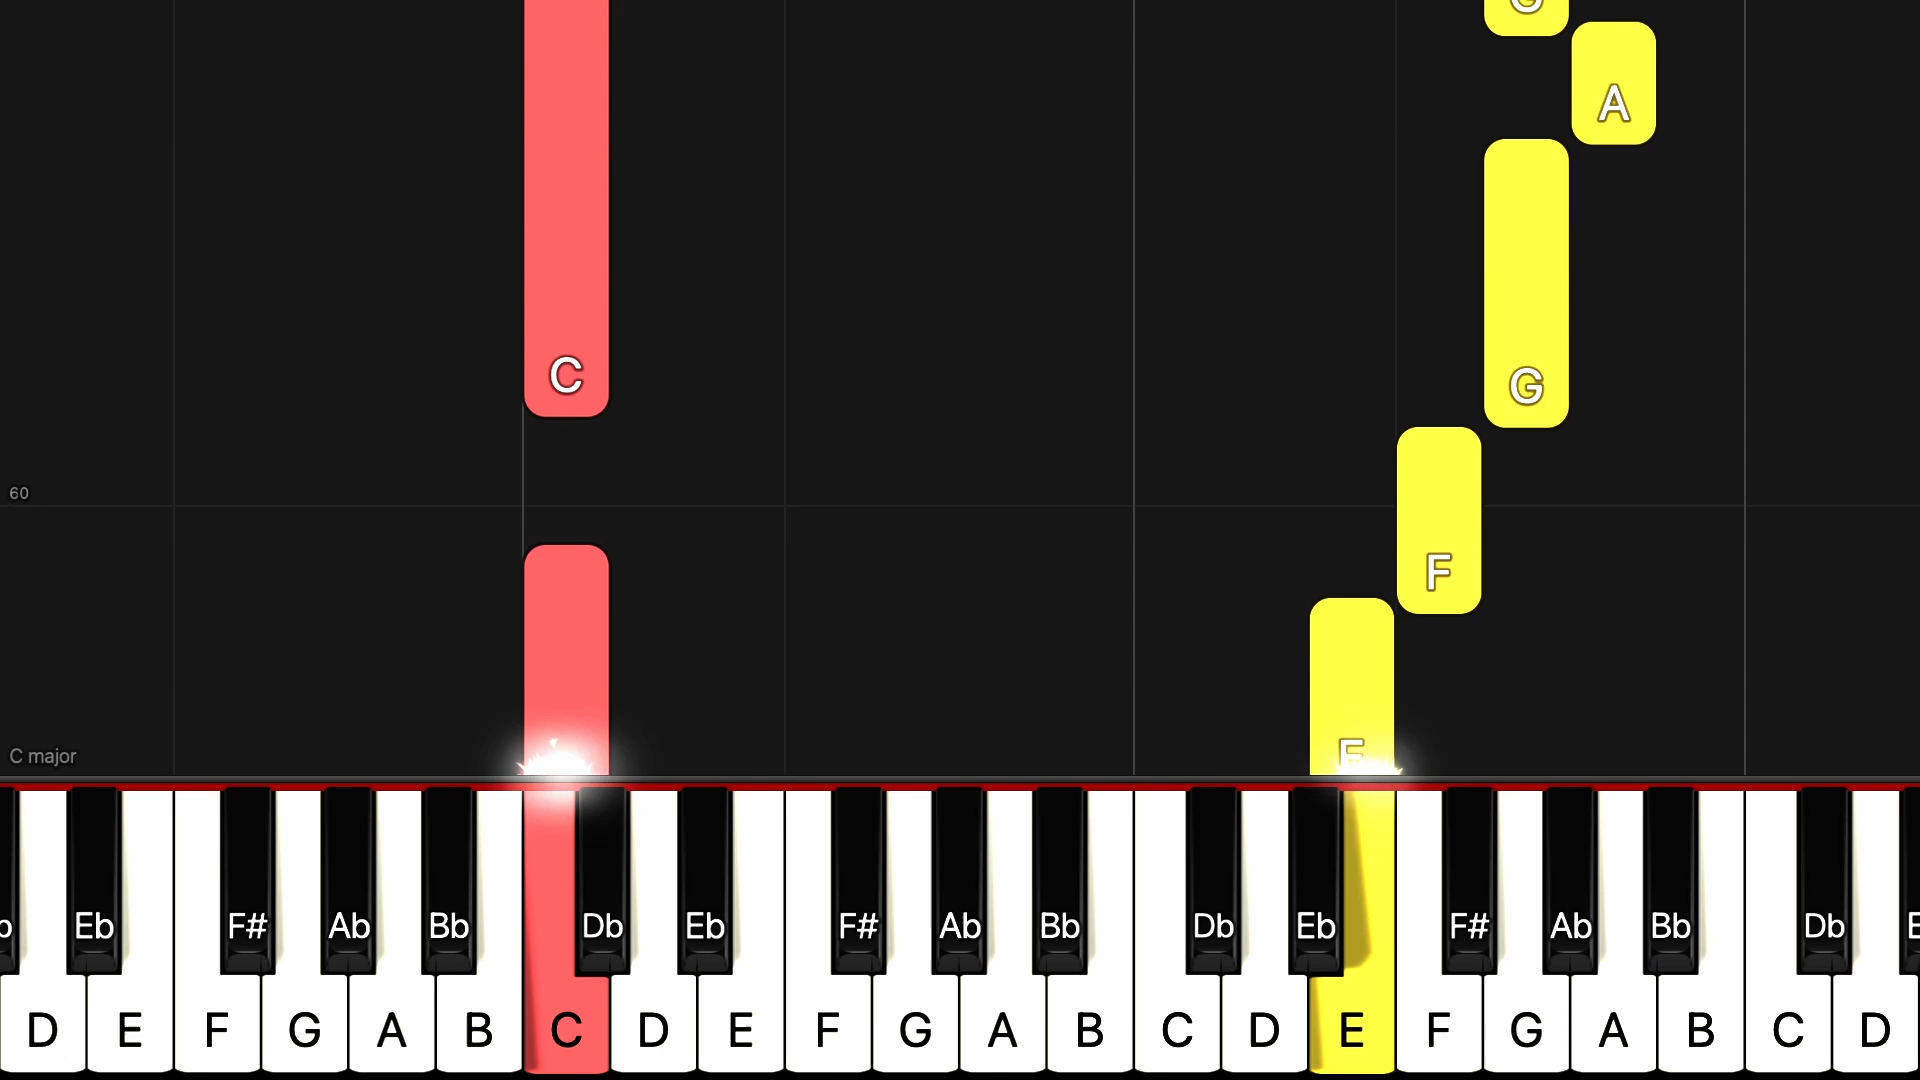 G
A
C
G
60
F
E
C major
Eb F# Ab Bb Db Eb F# Ab Bb Db Eb F# Ab Bb Db
D E F G A B C D E F G A B C D E F G A B C D